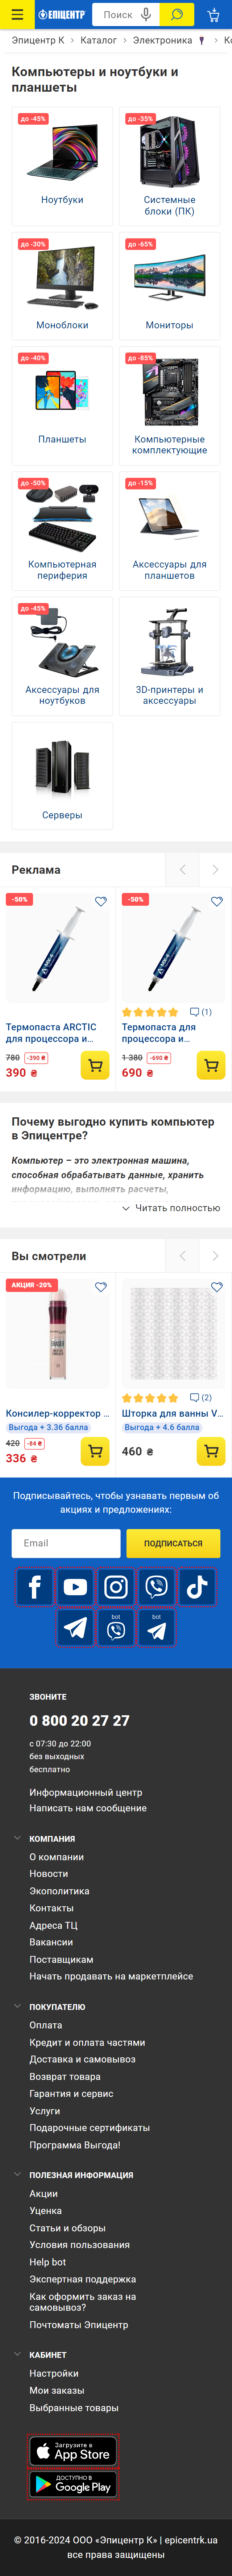 ЭПИЦЕНТР
Поиск
Эпицентр К > Каталог > Электроника > Ко
Компьютеры и ноутбуки и
планшеты
до -45%
Ноутбуки
до -35%
Системные
блоки (ПК)
до -30%
Моноблоки
до -65%
Мониторы
до -40%
Планшеты
до -85%
Компьютерные
комплектующие
до -50%
Компьютерная
периферия
до -15%
Аксессуары для
планшетов
до -45%
Аксессуары для
ноутбуков
3D-принтеры и
аксессуары
Серверы
Реклама
-50%
Термопаста ARCTIC
для процессора и...
780 -390 ₴
390 ₴
-50%
(1)
Термопаста для
процессора и...
1 380 -690 ₴
690 ₴
Почему выгодно купить компьютер
в Эпицентре?
Компьютер – это электронная машина,
способная обрабатывать данные, хранить
информацию, выполнять расчеты,
Читать полностью
Вы смотрели
АКЦИЯ -20%
Консилер-корректор ...
Выгода + 3.36 балла
420 -84 ₴
336 ₴
(2)
Шторка для ванны V...
Выгода + 4.6 балла
460 ₴
Подписывайтесь, чтобы узнавать первым об
акциях и предложениях:
Email
ПОДПИСАТЬСЯ
bot
bot
ЗВОНИТЕ
0 800 20 27 27
с 07:30 до 22:00
без выходных
бесплатно
Информационный центр
Написать нам сообщение
КОМПАНИЯ
О компании
Новости
Экополитика
Контакты
Адреса ТЦ
Вакансии
Поставщикам
Начать продавать на маркетплейсе
ПОКУПАТЕЛЮ
Оплата
Кредит и оплата частями
Доставка и самовывоз
Возврат товара
Гарантия и сервис
Услуги
Подарочные сертификаты
Программа Выгода!
ПОЛЕЗНАЯ ИНФОРМАЦИЯ
Акции
Уценка
Статьи и обзоры
Условия пользования
Help bot
Экспертная поддержка
Как оформить заказ на
самовывоз?
Почтоматы Эпицентр
КАБИНЕТ
Настройки
Мои заказы
Выбранные товары
Загрузите в
App Store
ДОСТУПНО В
Google Play
© 2016-2024 ООО «Эпицентр К» | epicentrk.ua
все права защищены